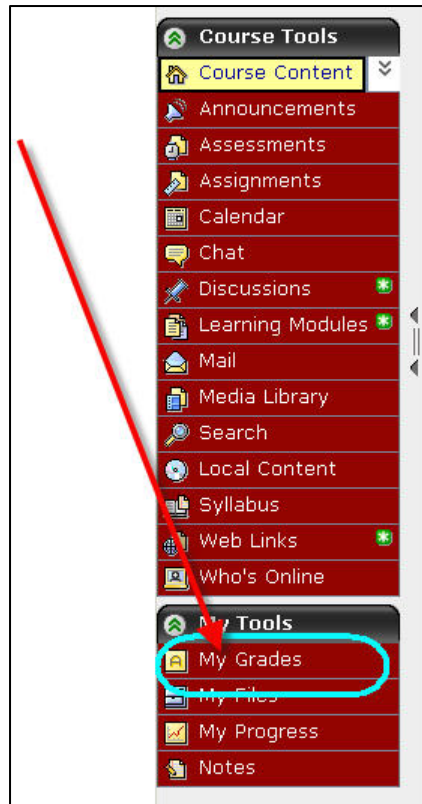 Course Tools
Course Content
Announcements
Assessments
Assignments
Calendar
Chat
Discussions
Learning Modules
Mail
Media Library
Search
Local Content
Syllabus
Web Links
Who's Online
My Tools
My Grades
My Files
My Progress
Notes